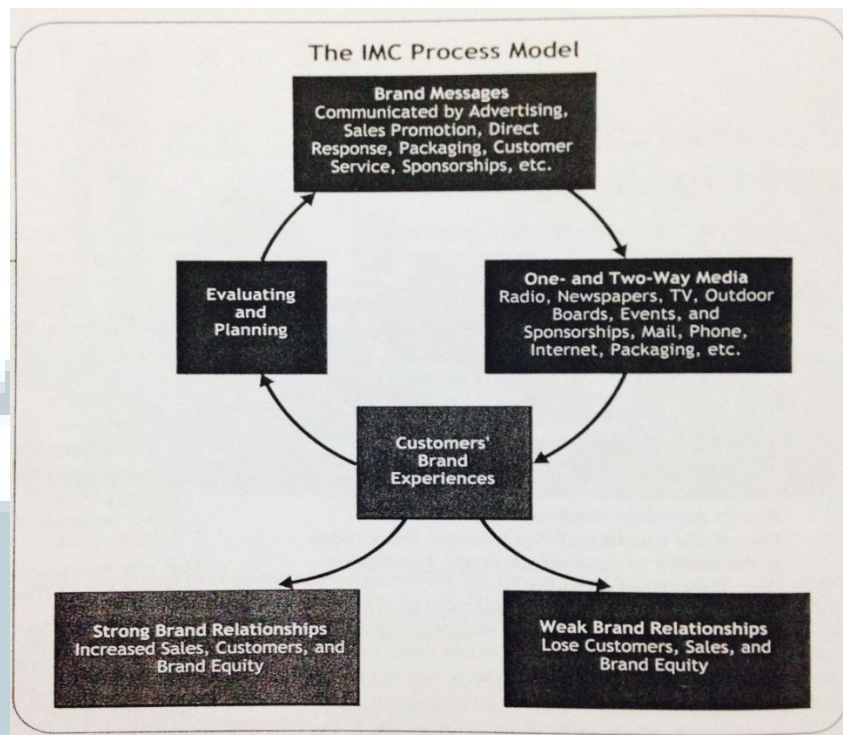 The IMC Process Model
Brand Messages
Communicated by Advertising,
Sales Promotion, Direct
Response, Packaging, Customer
Service, Sponsorships, etc.
Evaluating
and
Planning
One- and Two-Way Media
Radio, Newspapers, TV, Outdoor
Boards, Events, and
Sponsorships, Mail, Phone,
Internet, Packaging, etc.
Customers'
Brand
Experiences
Strong Brand Relationships
Increased Sales, Customers, and
Brand Equity
Weak Brand Relationships
Lose Customers, Sales, and
Brand Equity